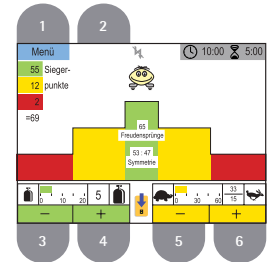 1
2
Menü
10:00
5:00
55 Sieger-
12 punkte
2
=69
65
Freudensprünge
53 : 47
Symmetrie
0 10 20
5
8
0 30 60
33
15
−
+
−
+
3
4
5
6